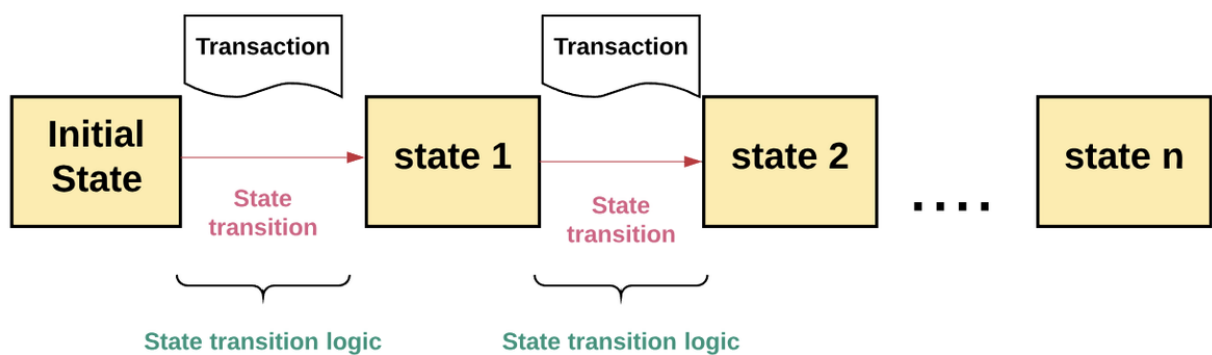 Transaction
Transaction
Initial
State
state 1
state 2
....
state n
State
transition
State
transition
State transition logic
State transition logic